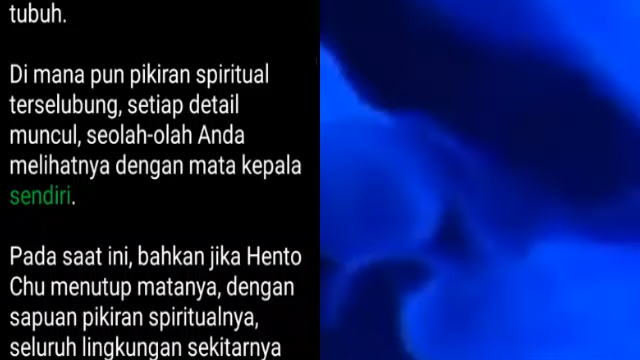 tubuh.
Di mana pun pikiran spiritual
terselubung, setiap detail
muncul, seolah-olah Anda
melihatnya dengan mata kepala
sendiri.
Pada saat ini, bahkan jika Hento
Chu menutup matanya, dengan
sapuan pikiran spiritualnya,
seluruh lingkungan sekitarnya